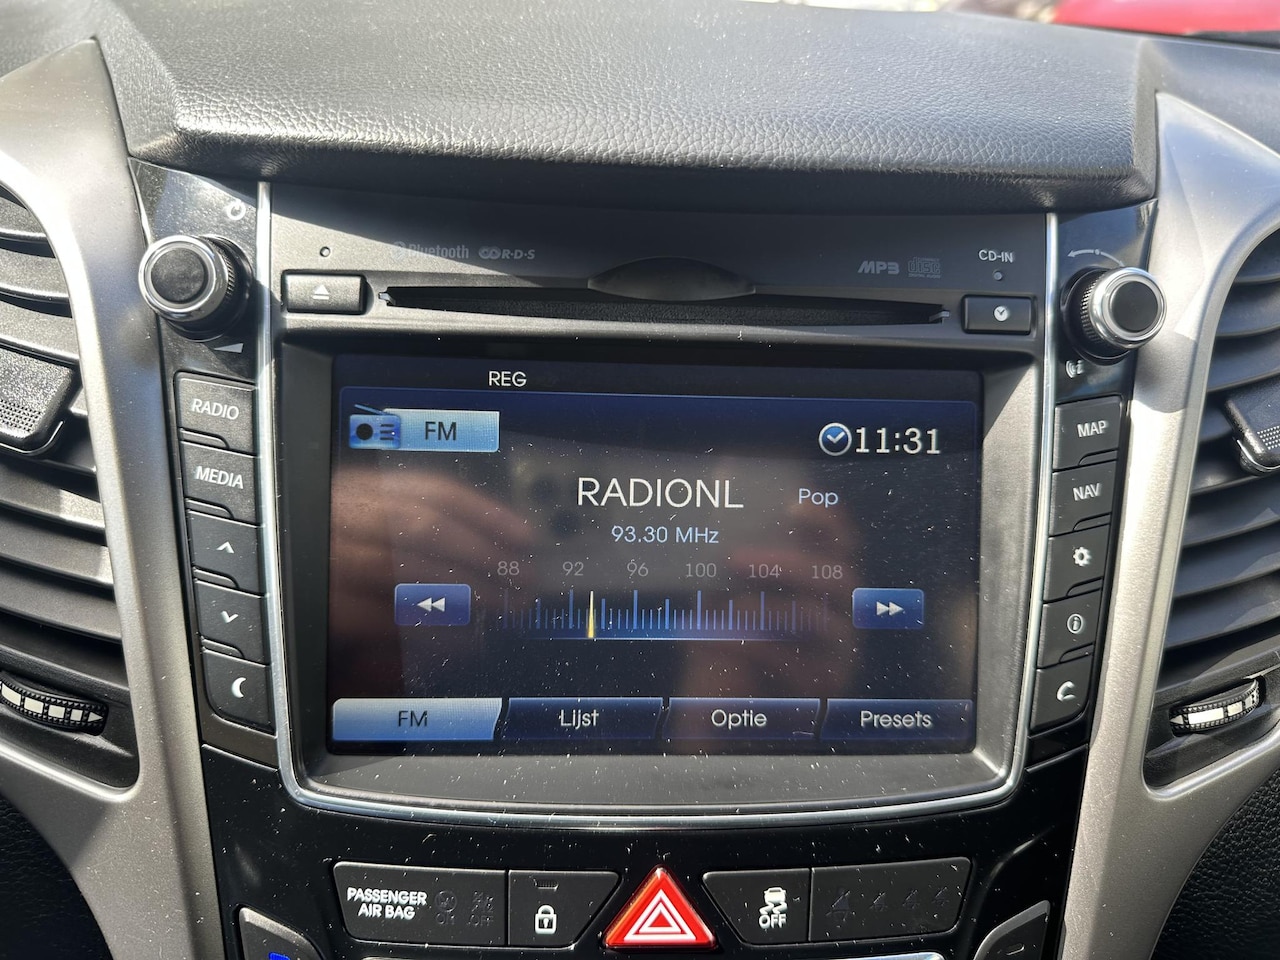 Bluetooth R·D·S
MP3
CD-IN
RADIO
MEDIA
MAP
NAV
REG
FM
11:31
RADIONL
Pop
93.30 MHz
88 92 96 100 104 108
FM Lijst Optie Presets
PASSENGER
AIR BAG
OFF